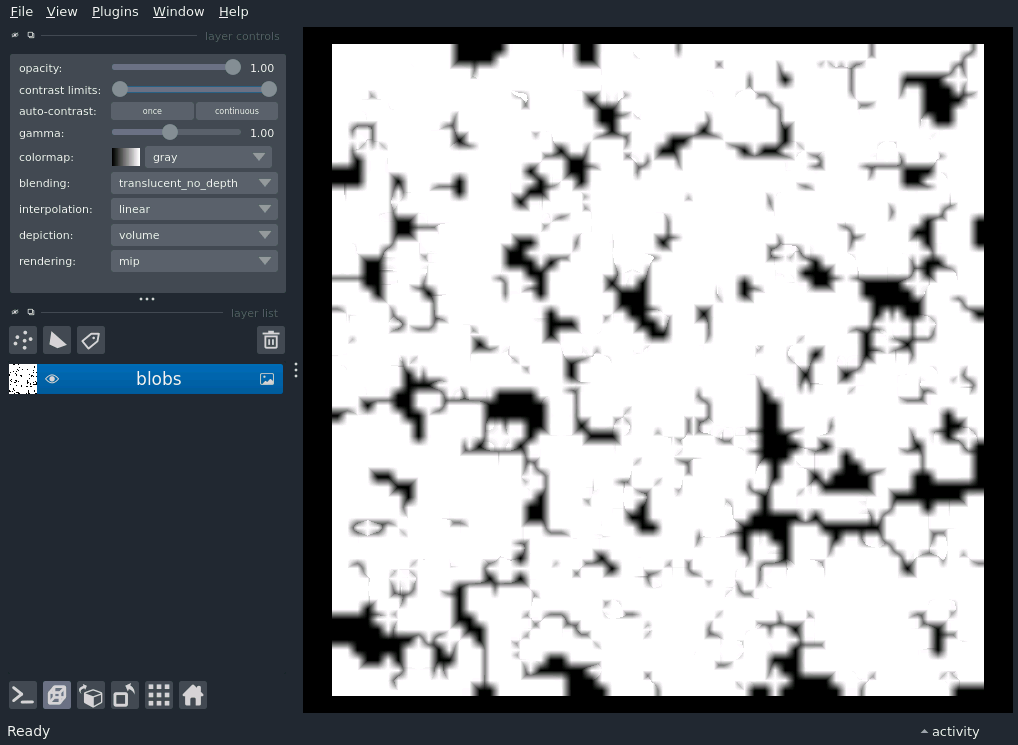 File View Plugins Window Help
layer controls
opacity: 1.00
contrast limits:
auto-contrast: once continuous
gamma: 1.00
colormap: gray
blending: translucent_no_depth
interpolation: linear
depiction: volume
rendering: mip
layer list
blobs
Ready activity